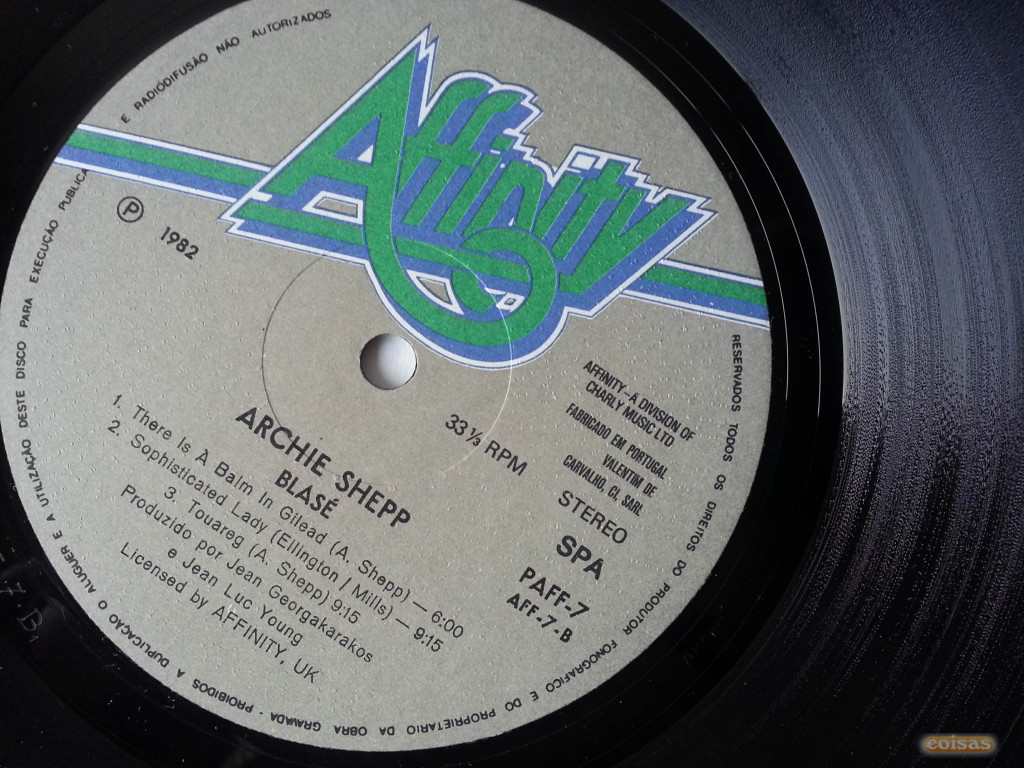 Affinity
Ⓟ 1982
33⅓ RPM
AFFINITY–A DIVISION OF
CHARLY MUSIC LTD
FABRICADO EM PORTUGAL
VALENTIM DE
CARVALHO, CI, SARL
STEREO
SPA
PAFF-7
AFF-7-B
ARCHIE SHEPP
BLASÉ
1. There Is A Balm In Gilead (A. Shepp) — 6:00
2. Sophisticated Lady (Ellington / Mills) — 9:15
3. Touareg (A. Shepp) 9:15
Produzido por Jean Georgakarakos
e Jean Luc Young
Licensed by AFFINITY, UK
RESERVADOS TODOS OS DIREITOS DO PRODUTOR FONOGRAFICO E DO PROPRIETARIO DA OBRA GRAMADA - PROIBIDOS A DUPLICAÇÃO O ALUGUER E A UTILIZAÇÃO DESTE DISCO PARA EXECUÇÃO PUBLICA E RADIODIFUSÃO NÃO AUTORIZADOS
coisas